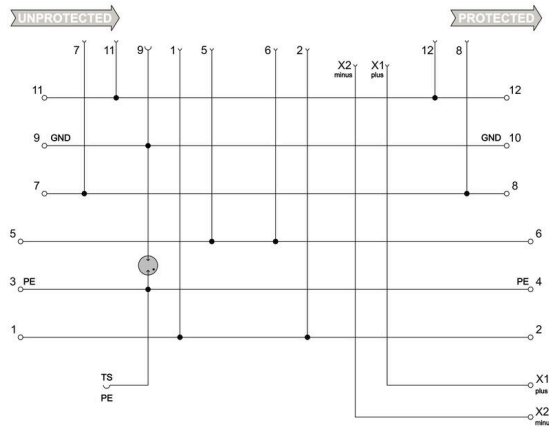 UNPROTECTED PROTECTED
7 11 9 1 5 6 2 X2 minus X1 plus 12 8
11 12
9 GND GND 10
7 8
5 6
3 PE PE 4
1 2
TS
PE
X1
plus
X2
minus